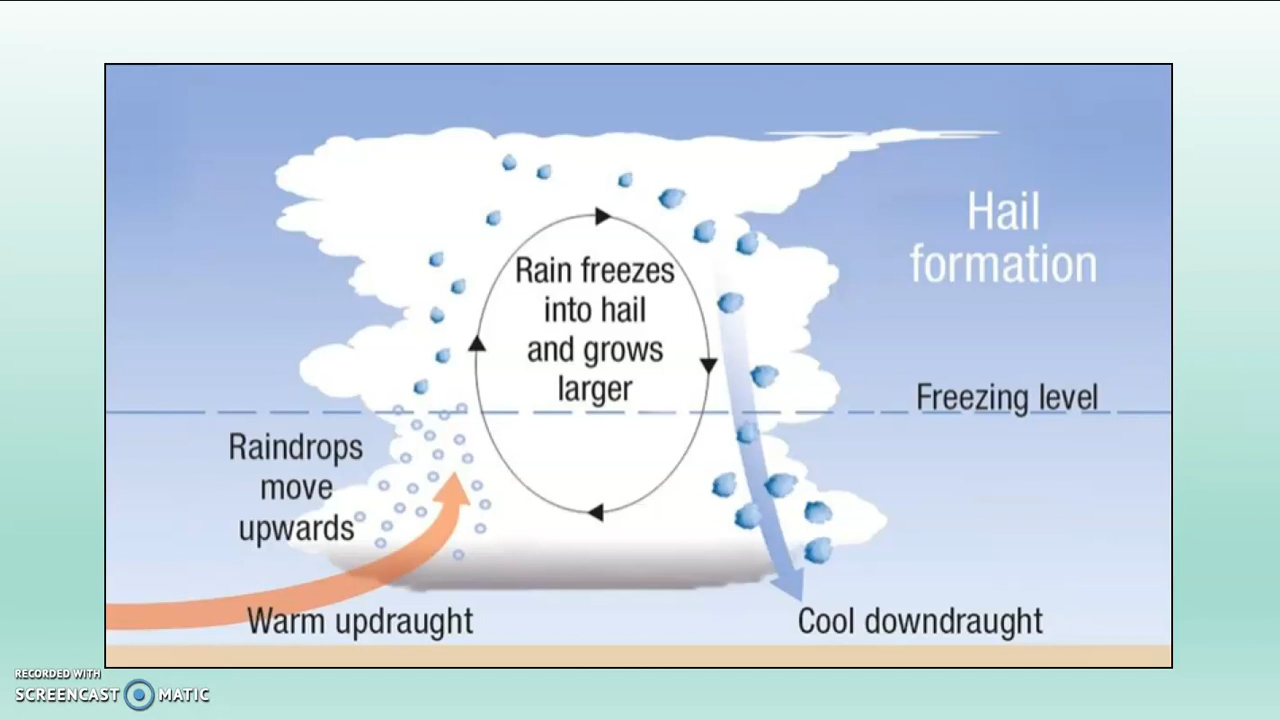 Hail
formation
Rain freezes
into hail
and grows
larger
Freezing level
Raindrops
move
upwards
Warm updraught
Cool downdraught
RECORDED WITH
SCREENCAST MATIC